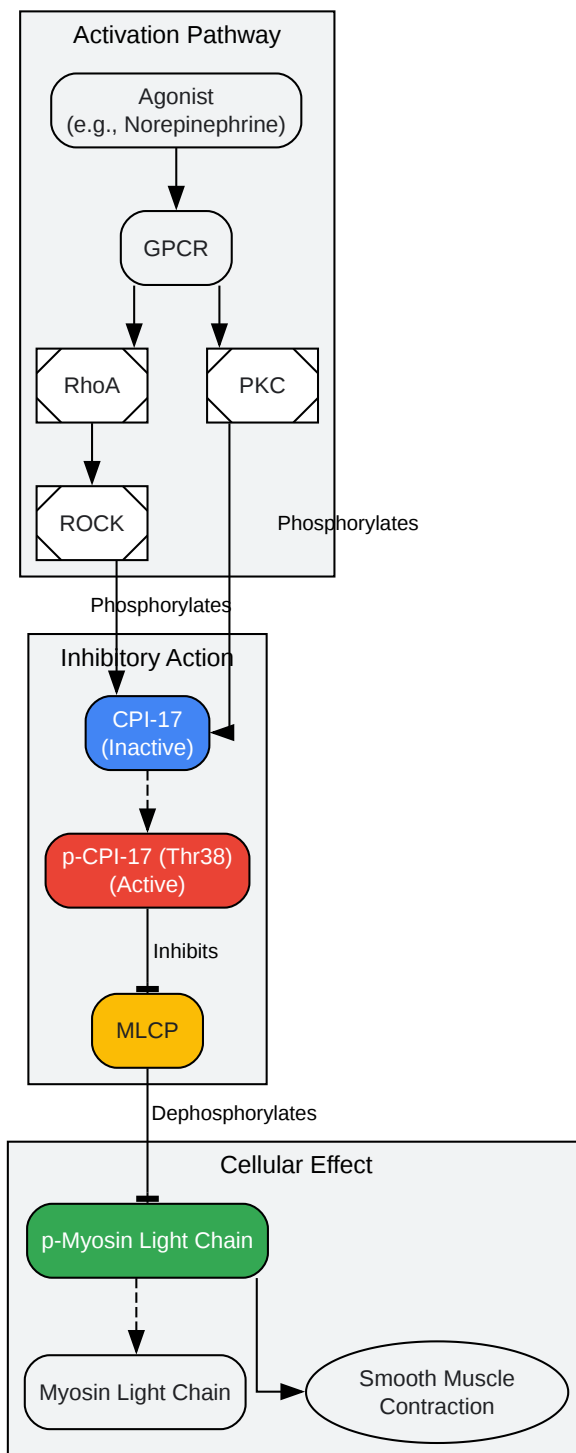 Activation Pathway
Agonist
(e.g., Norepinephrine)
GPCR
RhoA
PKC
ROCK
Phosphorylates
Phosphorylates
Inhibitory Action
CPI-17
(Inactive)
p-CPI-17 (Thr38)
(Active)
Inhibits
MLCP
Dephosphorylates
Cellular Effect
p-Myosin Light Chain
Myosin Light Chain
Smooth Muscle
Contraction